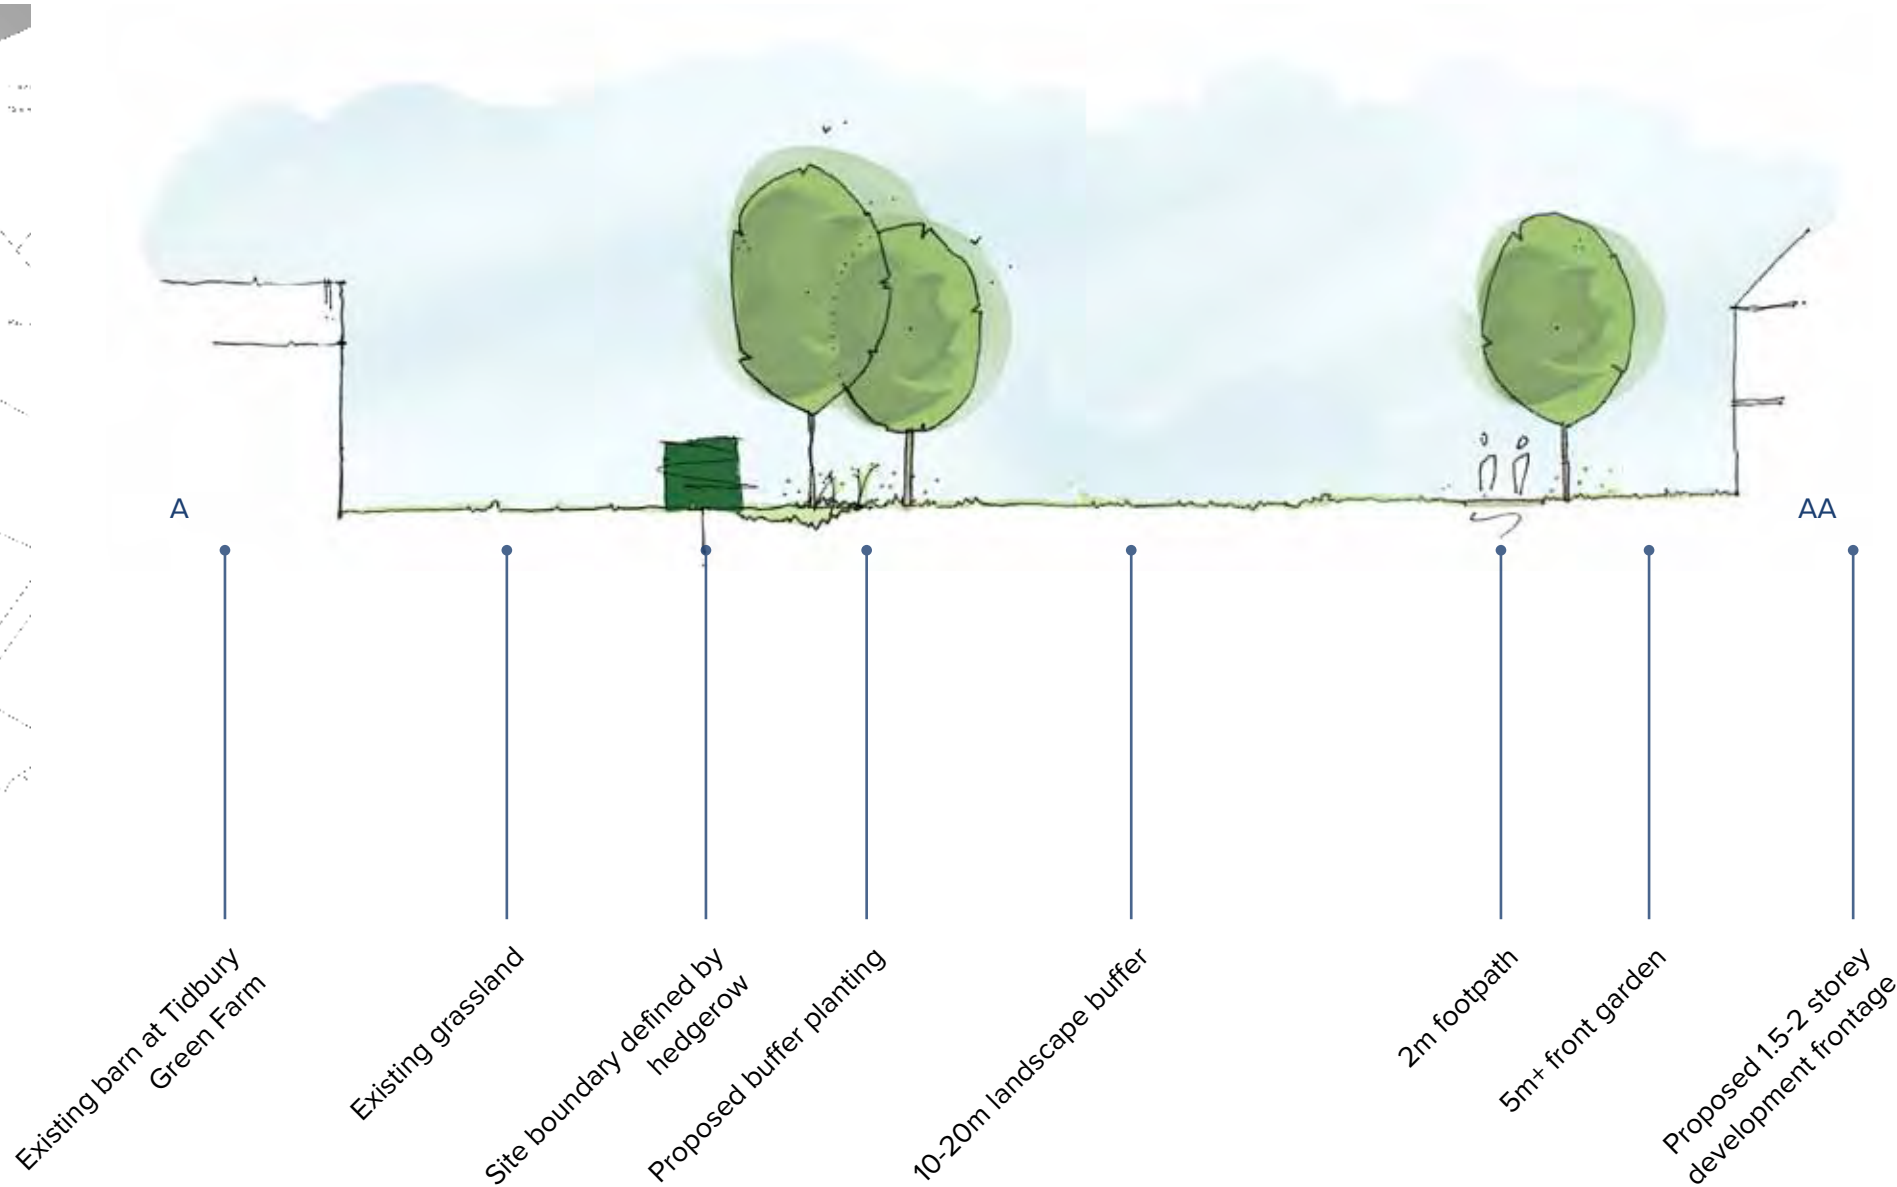 A
AA
Existing barn at Tidbury
Green Farm
Existing grassland
Site boundary defined by
hedgerow
Proposed buffer planting
10-20m landscape buffer
2m footpath
5m+ front garden
Proposed 1.5-2 storey
development frontage